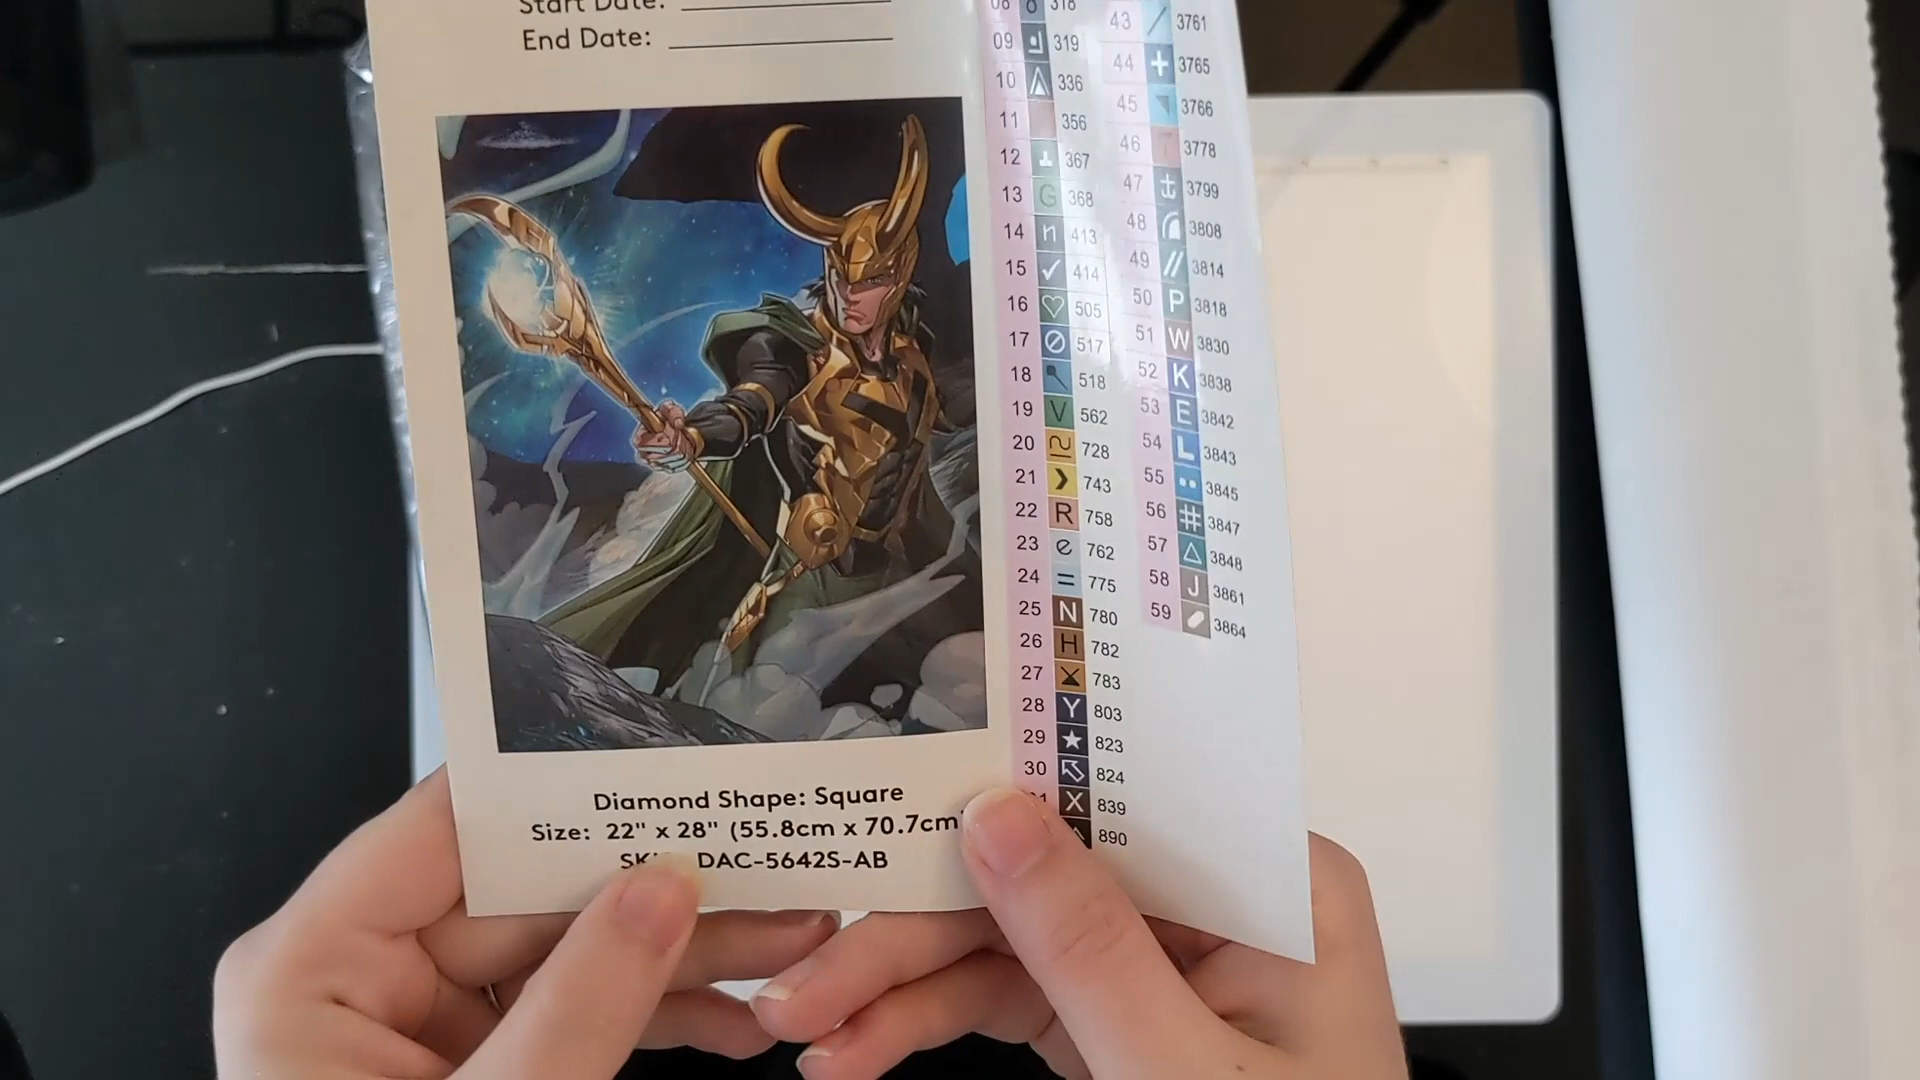 Start Date:
End Date:
Diamond Shape: Square
Size: 22" x 28" (55.8cm x 70.7cm
DAC-5642S-AB
08 318
09 319
10 336
11 356
12 367
13 G 368
14 n 413
15 ✓ 414
16 ♡ 505
17 ⊘ 517
18 518
19 V 562
20 728
21 743
22 R 758
23 e 762
24 = 775
25 N 780
26 H 782
27 783
28 Y 803
29 ★ 823
30 824
X 839
890
43 / 3761
44 + 3765
45 3766
46 3778
47 3799
48 3808
49 // 3814
50 P 3818
51 W 3830
52 K 3838
53 E 3842
54 L 3843
55 3845
56 # 3847
57 △ 3848
58 J 3861
59 3864